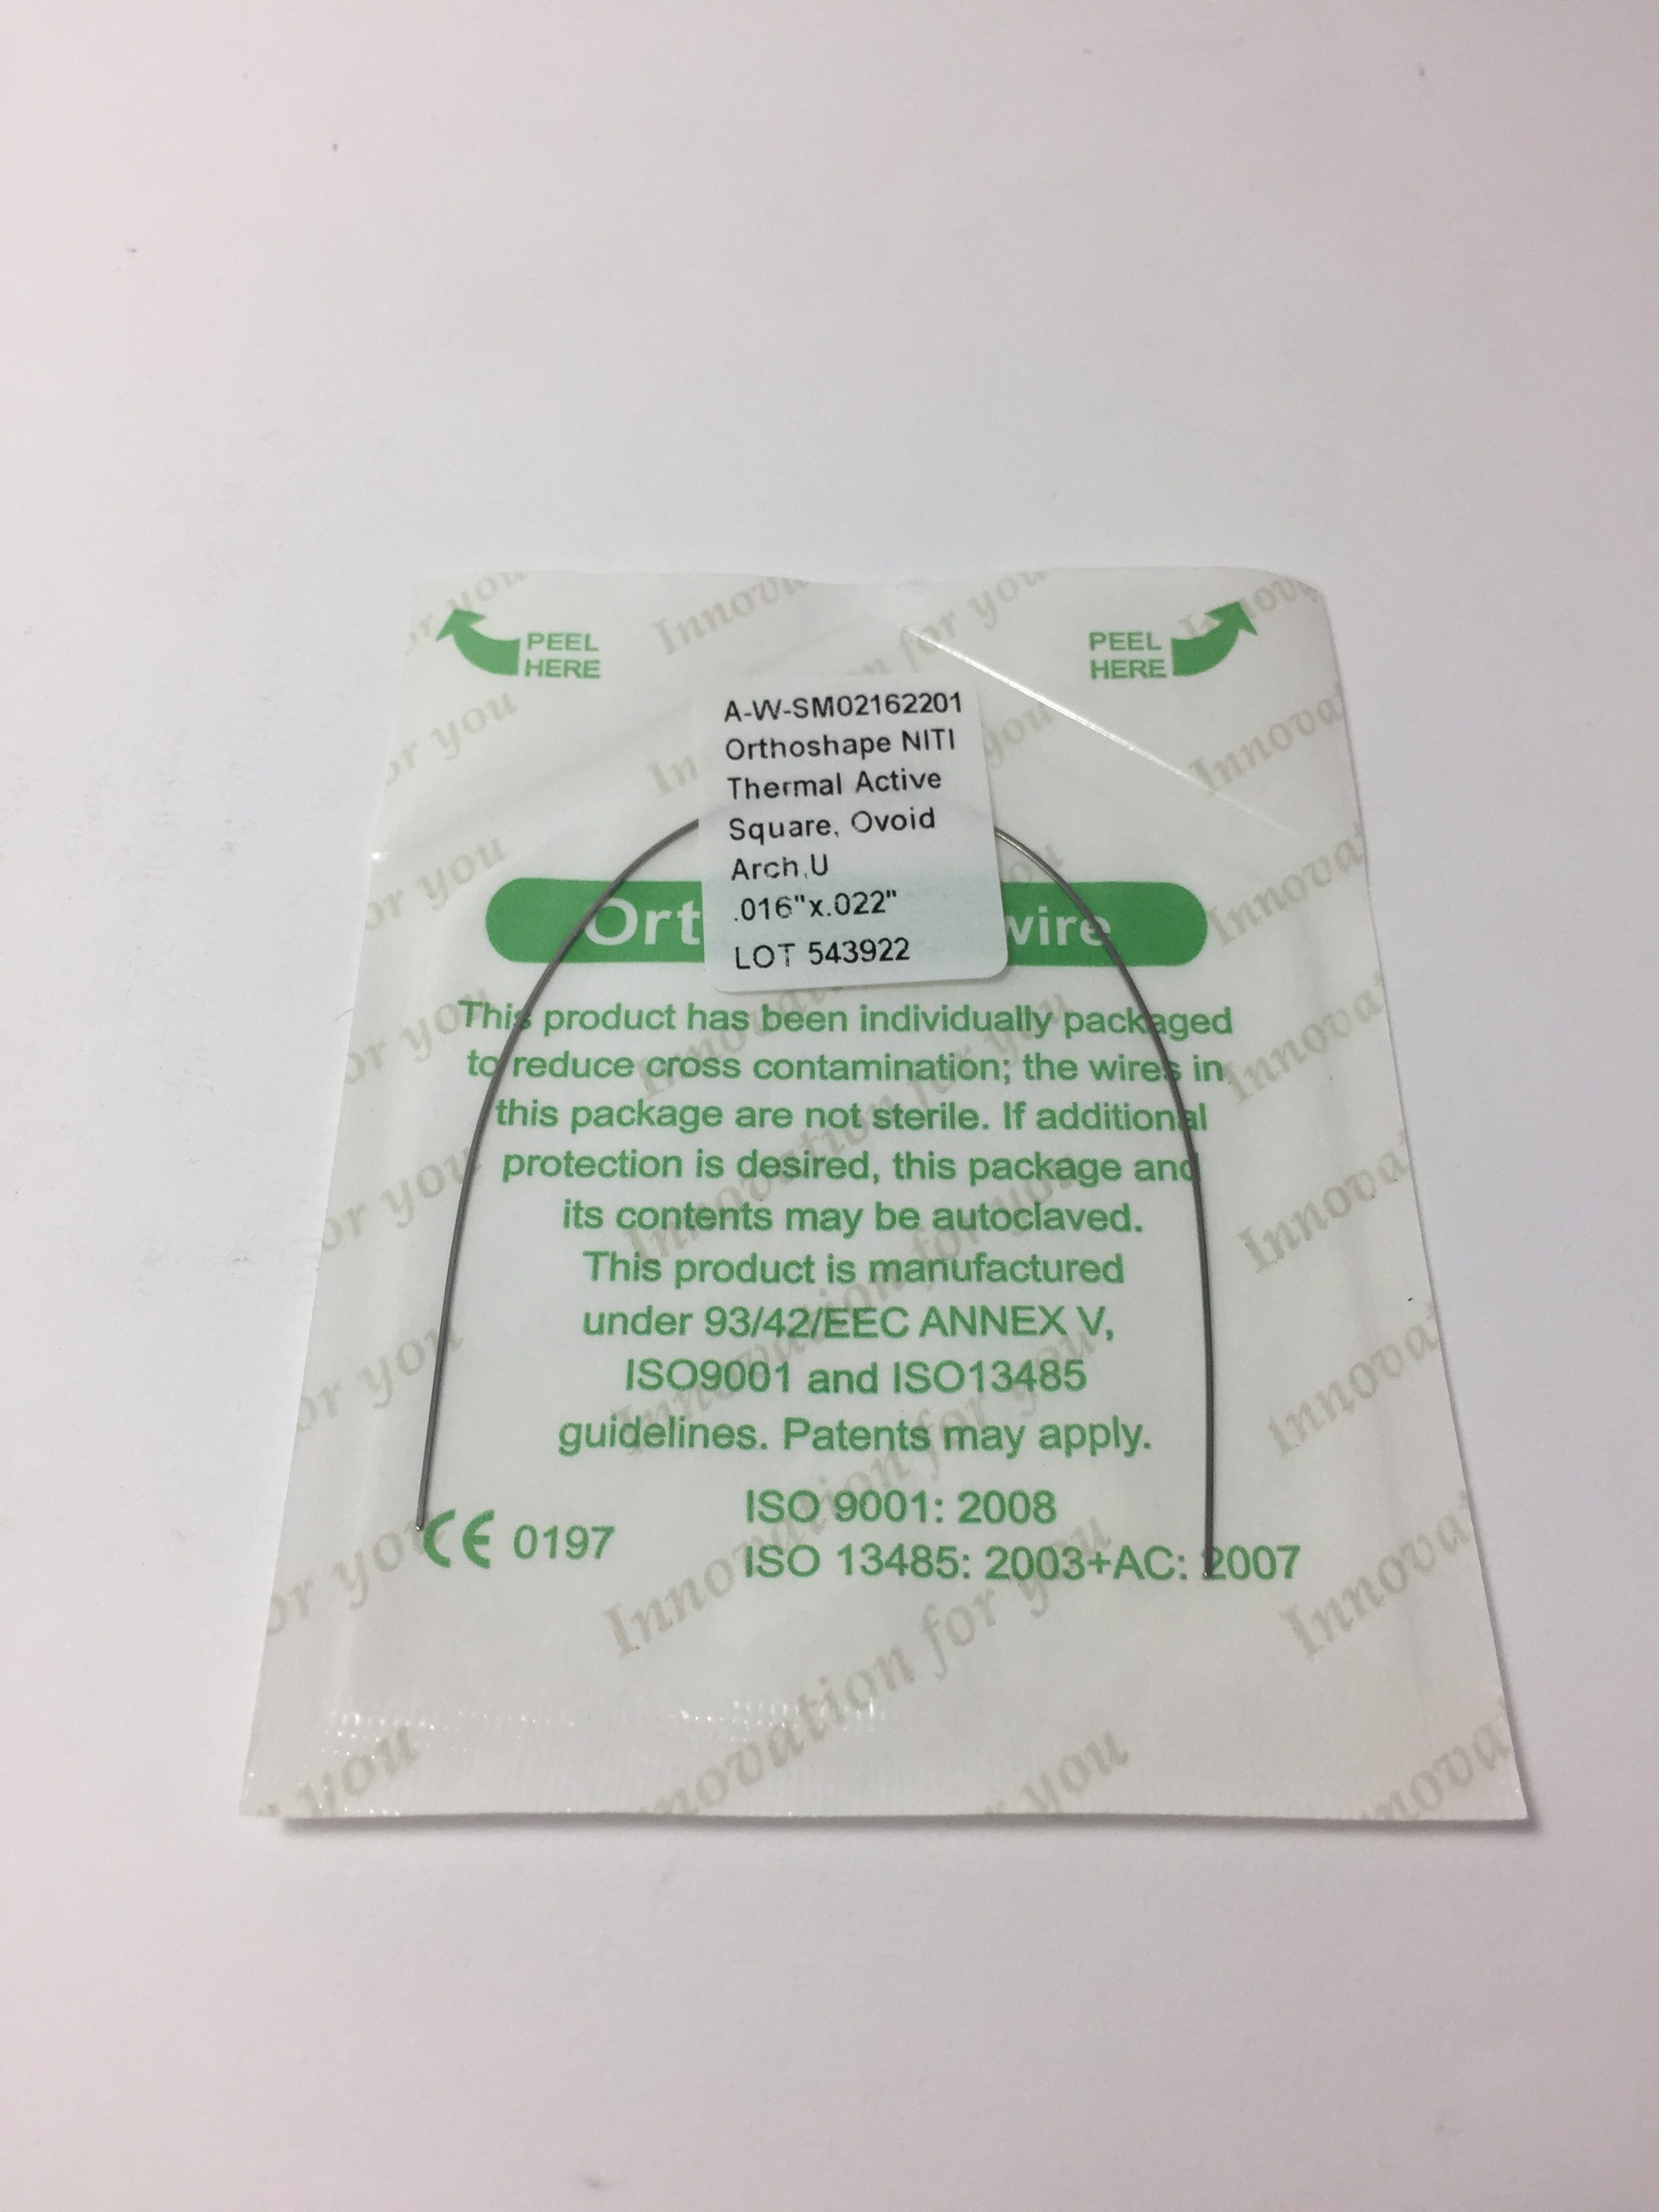 PEEL HERE
PEEL HERE
A-W-SM02162201
Orthoshape NITI
Thermal Active
Square, Ovoid
Arch,U
.016"x.022"
LOT 543922
This product has been individually packaged
to reduce cross contamination; the wires in
this package are not sterile. If additional
protection is desired, this package and
its contents may be autoclaved.
This product is manufactured
under 93/42/EEC ANNEX V,
ISO9001 and ISO13485
guidelines. Patents may apply.
CE 0197
ISO 9001: 2008
ISO 13485: 2003+AC: 2007
Innovation for you